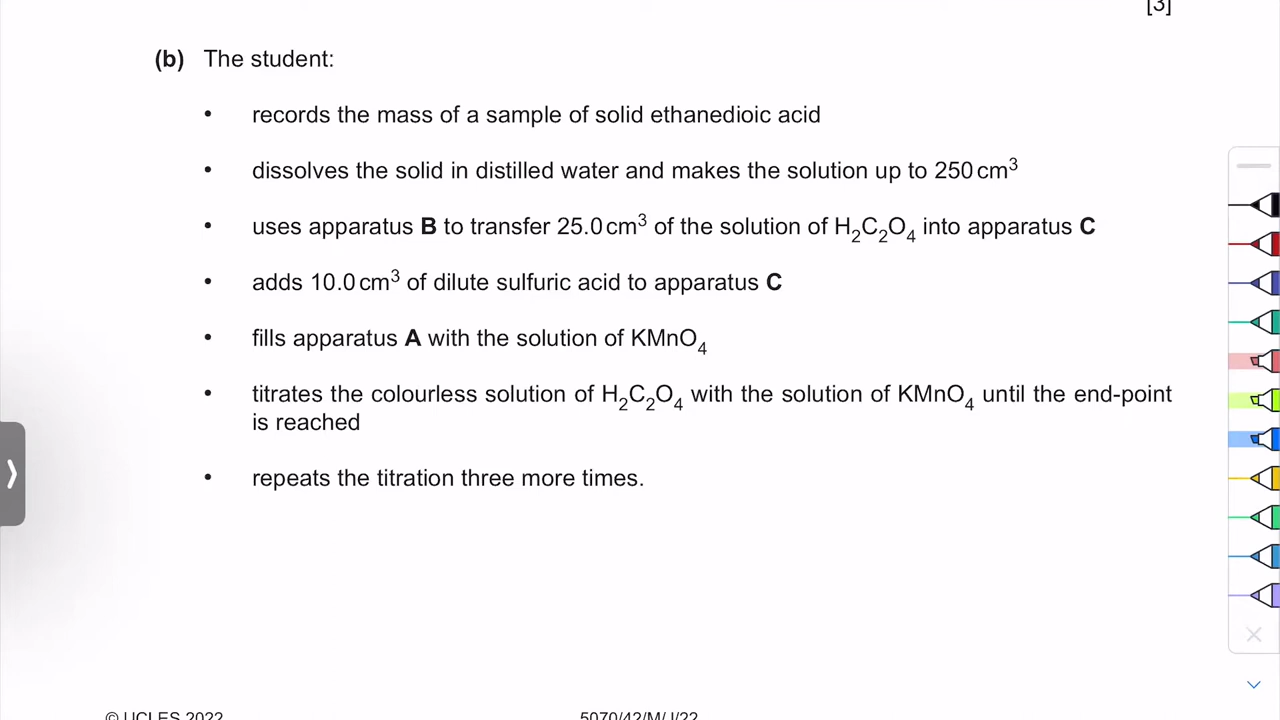 [3]
(b) The student:
• records the mass of a sample of solid ethanedioic acid
• dissolves the solid in distilled water and makes the solution up to 250 cm³
• uses apparatus B to transfer 25.0 cm³ of the solution of H₂C₂O₄ into apparatus C
• adds 10.0 cm³ of dilute sulfuric acid to apparatus C
• fills apparatus A with the solution of KMnO₄
• titrates the colourless solution of H₂C₂O₄ with the solution of KMnO₄ until the end-point
is reached
• repeats the titration three more times.
© UCLES 2022 5070/42/M/J/22